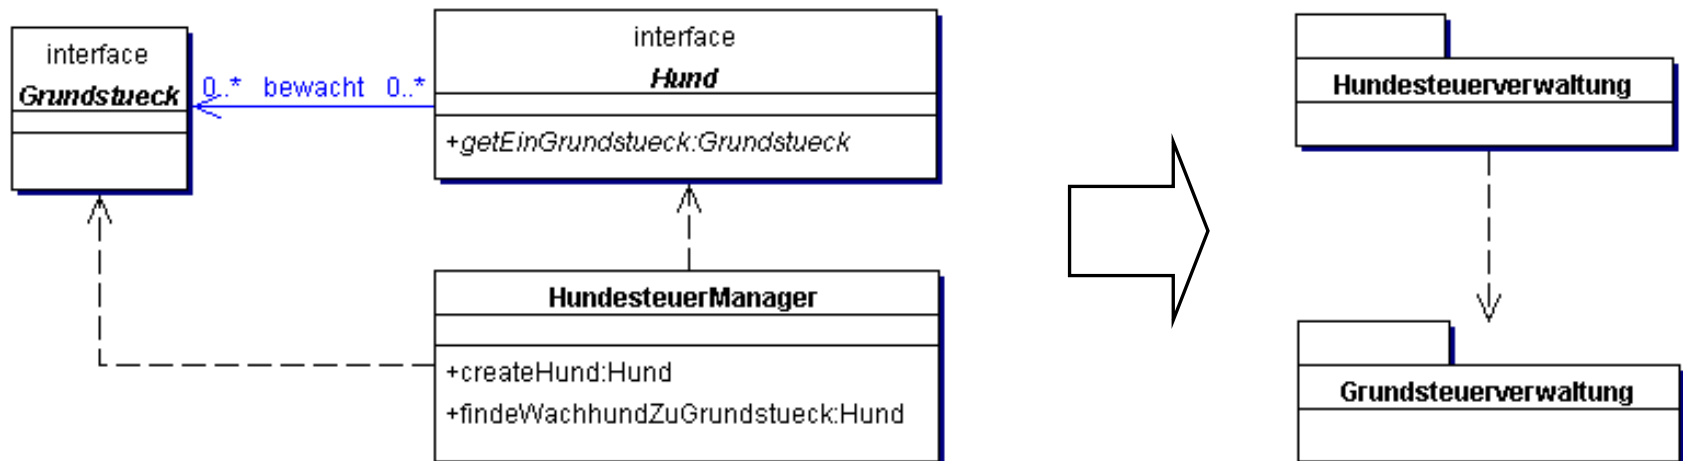 interface
Grundstueck
0..* bewacht 0..*
interface
Hund
+getEinGrundstueck:Grundstueck
HundesteuerManager
+createHund:Hund
+findeWachhundZuGrundstueck:Hund
Hundesteuerverwaltung
Grundsteuerverwaltung